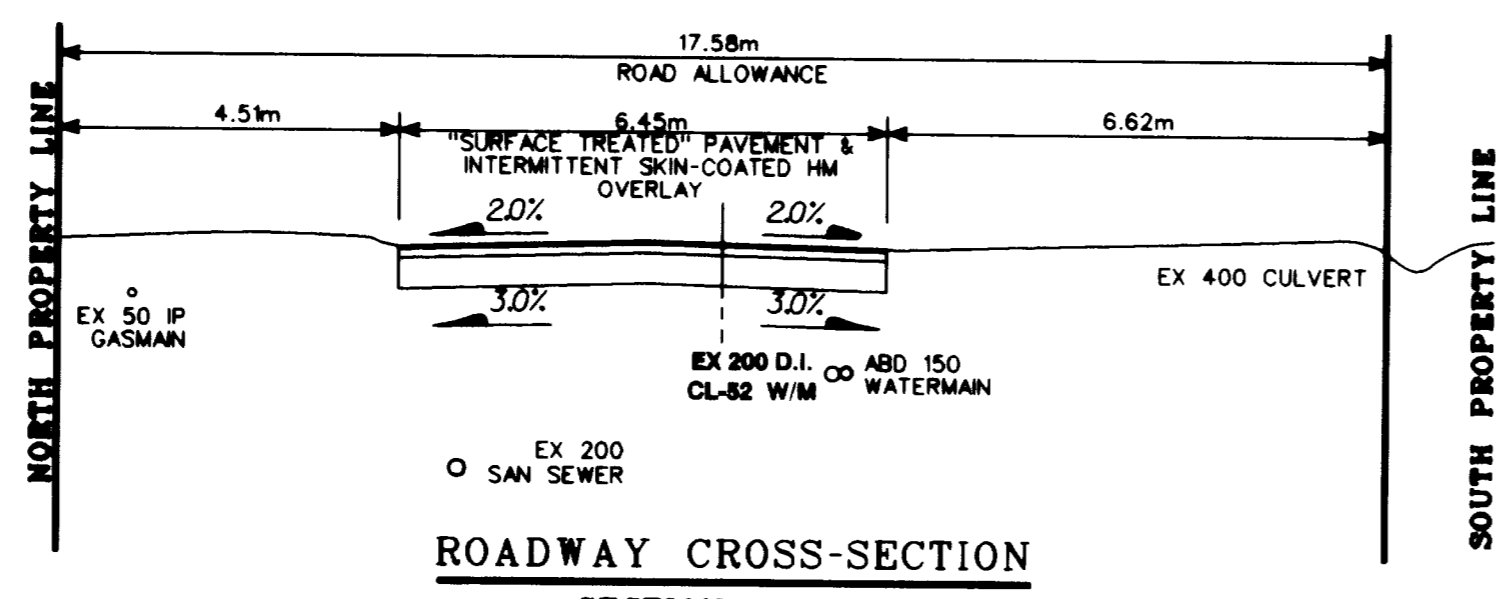 17.58m
ROAD ALLOWANCE
4.51m
6.45m
6.62m
"SURFACE TREATED" PAVEMENT &
INTERMITTENT SKIN-COATED HM
OVERLAY
2.0%
2.0%
NORTH PROPERTY LINE
SOUTH PROPERTY LINE
EX 400 CULVERT
3.0%
3.0%
EX 50 IP
GASMAIN
EX 200 D.I.
CL-52 W/M
ABD 150
WATERMAIN
EX 200
SAN SEWER
ROADWAY CROSS-SECTION